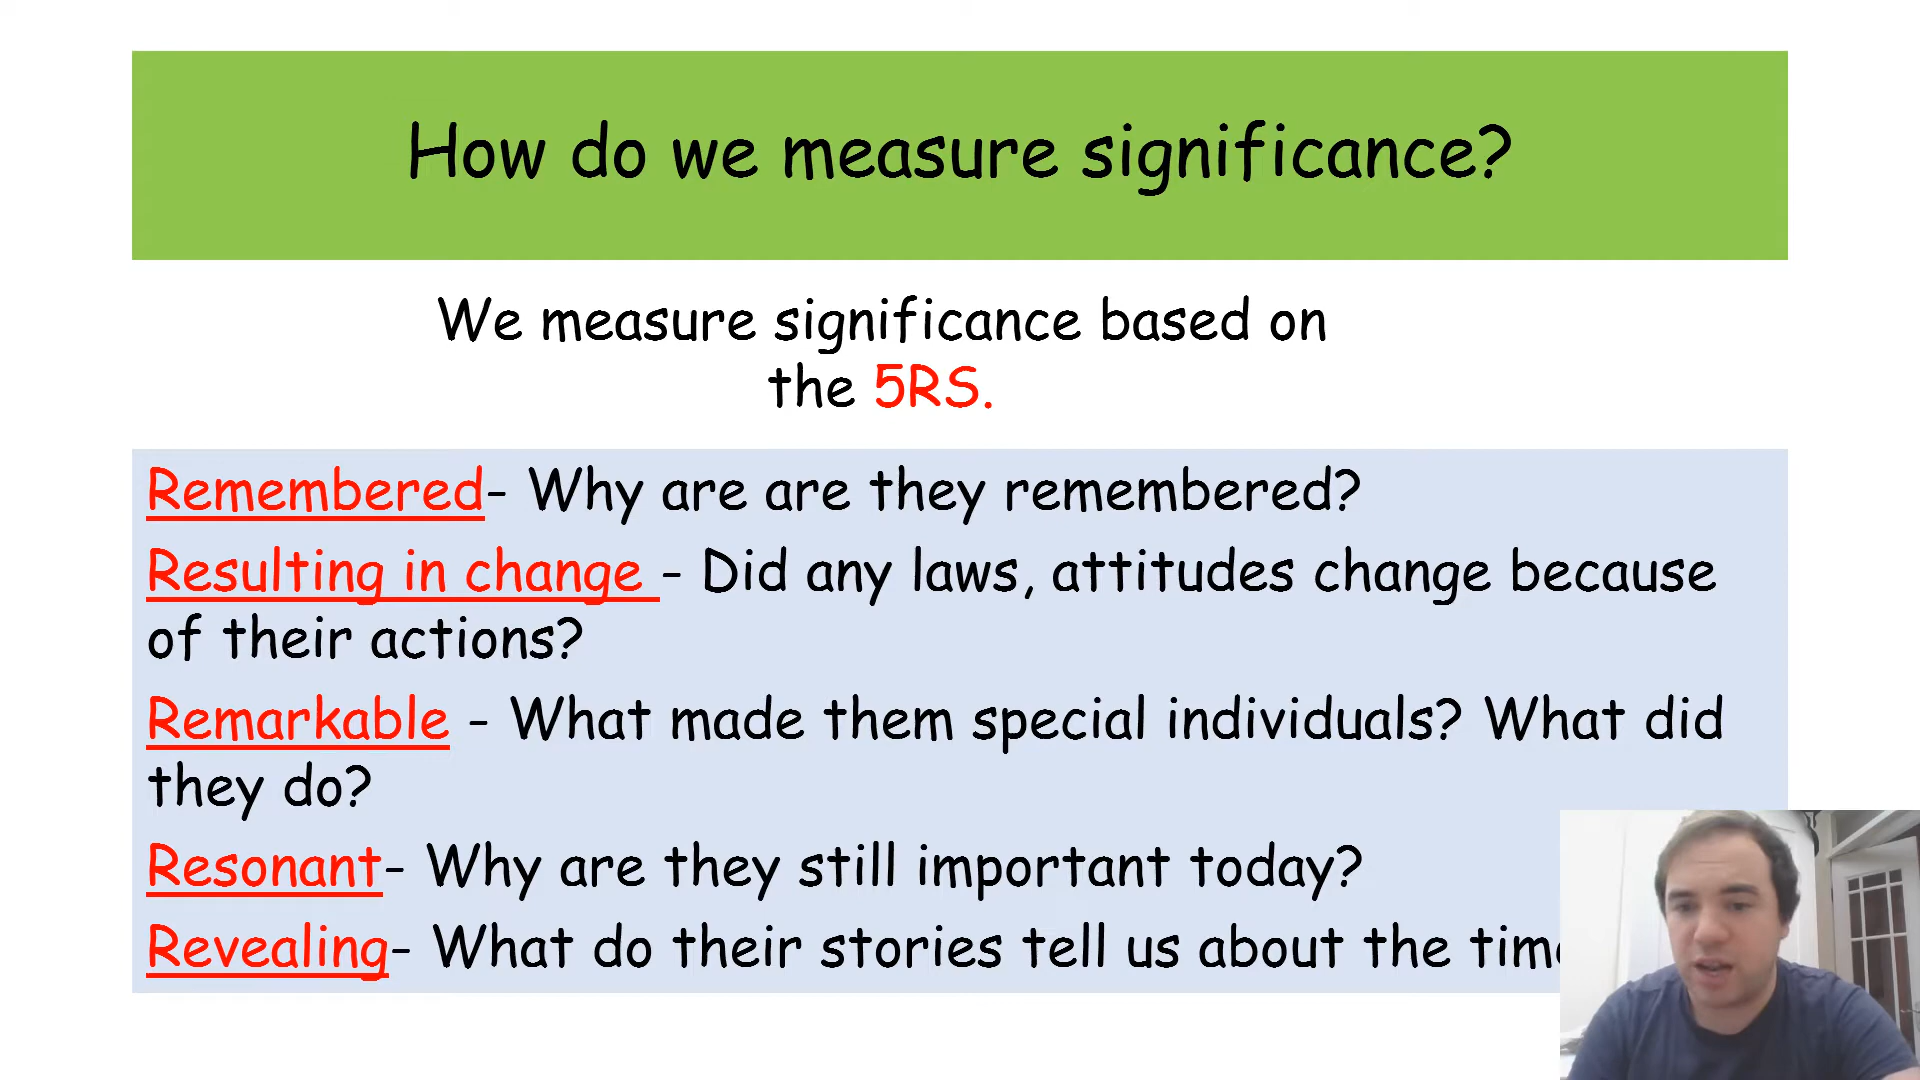 How do we measure significance?
We measure significance based on
the 5RS.
Remembered- Why are are they remembered?
Resulting in change - Did any laws, attitudes change because
of their actions?
Remarkable - What made them special individuals? What did
they do?
Resonant- Why are they still important today?
Revealing- What do their stories tell us about the